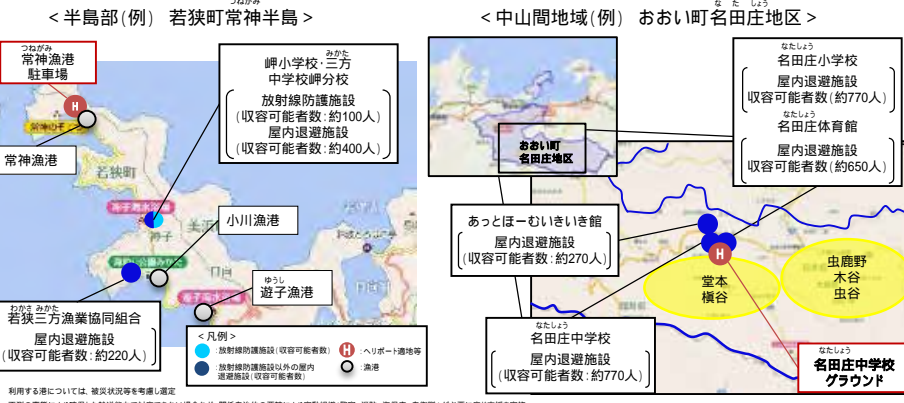 <半島部(例) 若狭町常神半島>
つねがみ
つねがみ
常神漁港
駐車場
岬小学校・三方
みかた
中学校岬分校
放射線防護施設
(収容可能者数:約100人)
屋内退避施設
(収容可能者数:約400人)
常神漁港
若狭町
小川漁港
神子
美浜
日向
ゆうし
遊子漁港
わかさ みかた
若狭三方漁業協同組合
屋内退避施設
(収容可能者数:約220人)
<凡例>
:放射線防護施設(収容可能者数)
:放射線防護施設以外の屋内
退避施設(収容可能者数)
H
:ヘリポート適地等
:漁港
利用する港については、被災状況等を考慮し選定
<中山間地域(例) おおい町名田庄地区>
な た しょう
おおい町
名田庄地区
なたしょう
名田庄小学校
屋内退避施設
(収容可能者数(約770人)
なたしょう
名田庄体育館
屋内退避施設
収容可能者数(約650人)
あっとほーむいきいき館
屋内退避施設
(収容可能者数:約270人)
H
堂本
槇谷
虫鹿野
木谷
虫谷
なたしょう
名田庄中学校
屋内退避施設
(収容可能者数:約770人)
なたしょう
名田庄中学校
グラウンド